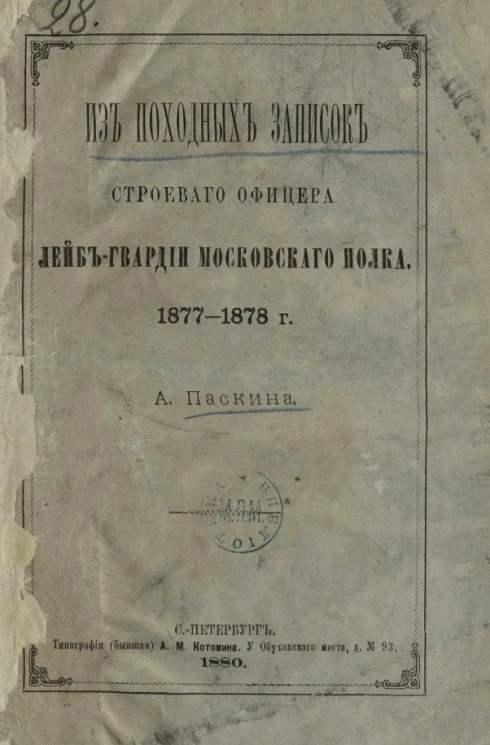 28.
ИЗЪ ПОХОДНЫХЪ ЗАПИСОКЪ
СТРОЕВАГО ОФИЦЕРА
ЛЕЙБЪ-ГВАРДІИ МОСКОВСКАГО ПОЛКА.
1877—1878 г.
А. Паскина.
БИБЛІОТЕКА
Л.П.М.
С.-ПЕТЕРБУРГЪ.
Типографія (бывшая) А. М. Котомина. У Обуховскаго моста, д. № 93.
1880.